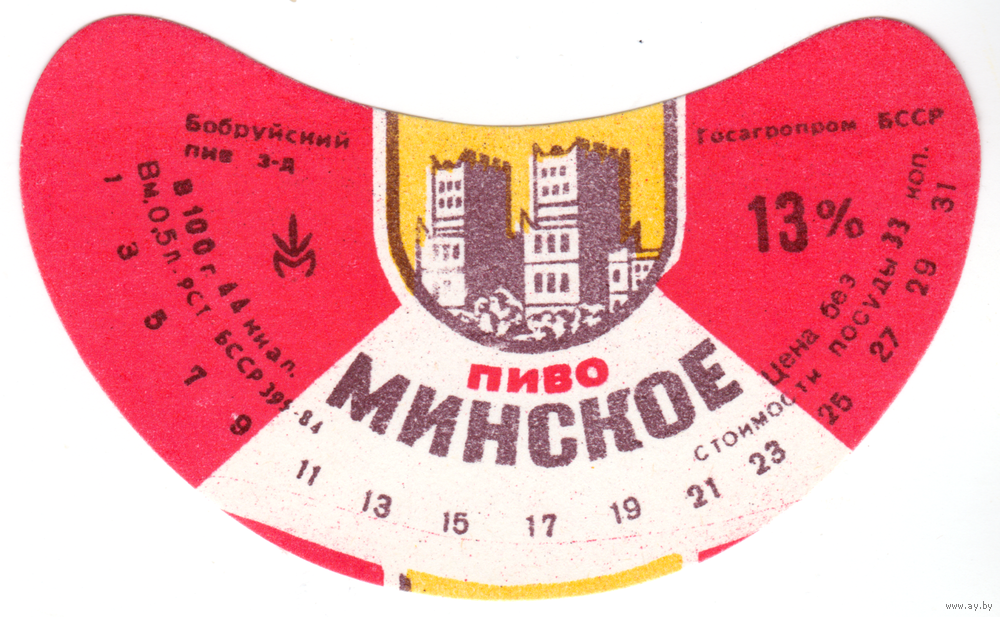 Бобруйский
пив з-д
В 100 г 44 ккал.
Вм. 0,5 л. РСТ БССР 395-84
Госагропром БССР
13%
Цена без
стоимости посуды 33 коп.
ПИВО
МИНСКОЕ
1 3 5 7 9 11 13 15 17 19 21 23 25 27 29 31
www.ay.by